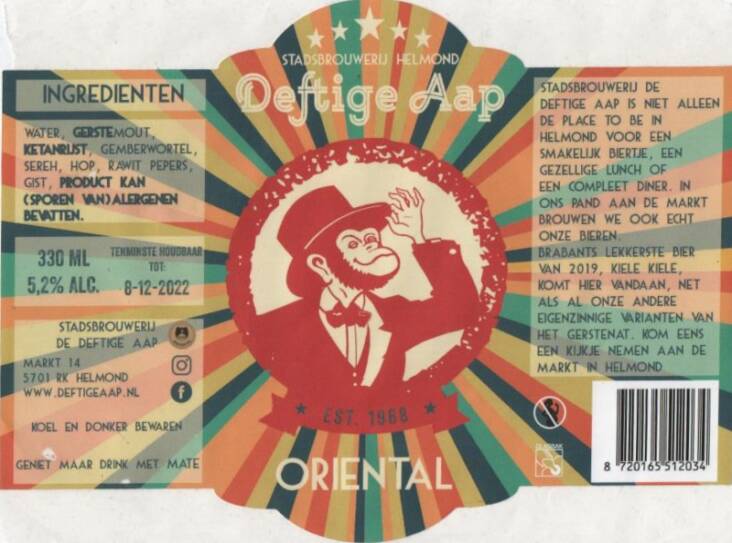 INGREDIENTEN
WATER, GERSTEMOUT,
KETANRIJST, GEMBERWORTEL,
SEREH, HOP, RAWIT PEPERS,
GIST, PRODUCT KAN
(SPOREN VAN) ALERGENEN
BEVATTEN.
330 ML
5,2% ALC.
TENMINSTE HOUDBAAR
TOT:
8-12-2022
STADSBROUWERIJ
DE DEFTIGE AAP
MARKT 14
5701 RK HELMOND
WWW.DEFTIGEAAP.NL
KOEL EN DONKER BEWAREN
GENIET MAAR DRINK MET MATE
STADSBROUWERIJ HELMOND
Deftige Aap
EST. 1968
ORIENTAL
STADSBROUWERIJ DE
DEFTIGE AAP IS NIET ALLEEN
DE PLACE TO BE IN
HELMOND VOOR EEN
SMAKELIJK BIERTJE, EEN
GEZELLIGE LUNCH OF
EEN COMPLEET DINER. IN
ONS PAND AAN DE MARKT
BROUWEN WE OOK ECHT
ONZE BIEREN.
BRABANTS LEKKERSTE BIER
VAN 2019, KIELE KIELE,
KOMT HIER VANDAAN, NET
ALS AL ONZE ANDERE
EIGENZINNIGE VARIANTEN VAN
HET GERSTENAT. KOM EENS
EEN KIJKJE NEMEN AAN DE
MARKT IN HELMOND
GLASBAK
8 720165 512034